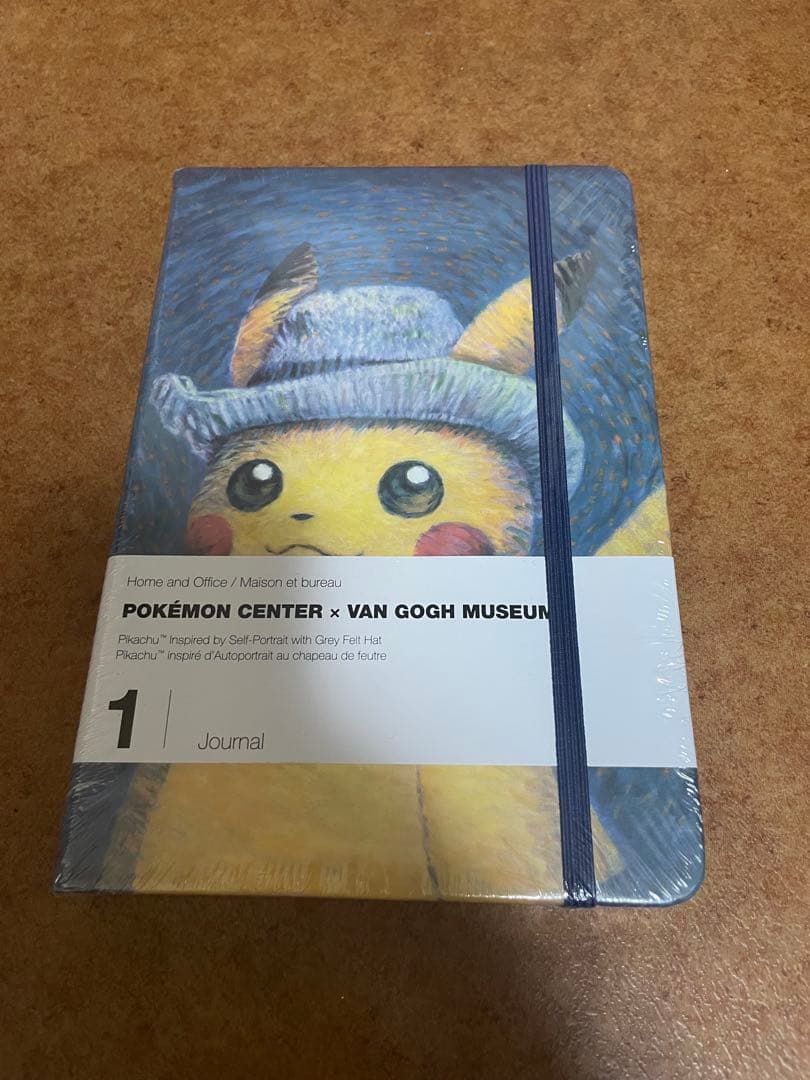 Home and Office / Maison et bureau
POKÉMON CENTER × VAN GOGH MUSEUM
Pikachu™ Inspired by Self-Portrait with Grey Felt Hat
Pikachu™ inspiré d'Autoportrait au chapeau de feutre
1 | Journal